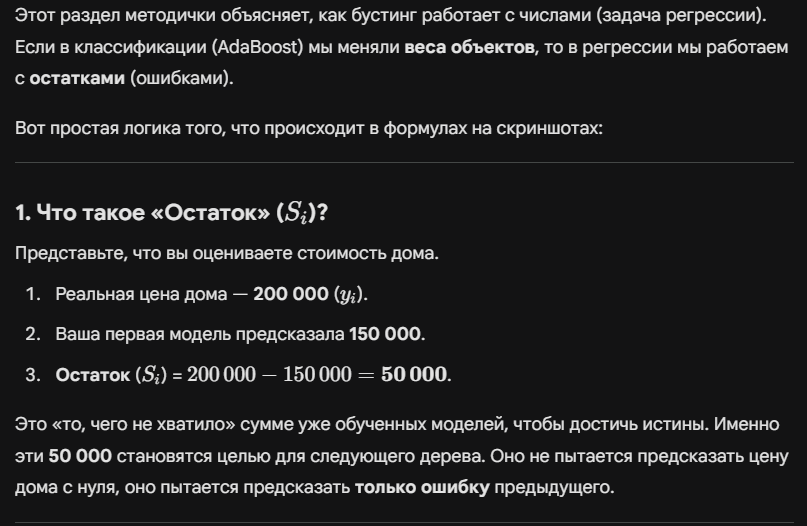 Этот раздел методички объясняет, как бустинг работает с числами (задача регрессии).
Если в классификации (AdaBoost) мы меняли веса объектов, то в регрессии мы работаем
с остатками (ошибками).
Вот простая логика того, что происходит в формулах на скриншотах:
1. Что такое «Остаток» (Sᵢ)?
Представьте, что вы оцениваете стоимость дома.
1. Реальная цена дома — 200 000 (yᵢ).
2. Ваша первая модель предсказала 150 000.
3. Остаток (Sᵢ) = 200 000 − 150 000 = 50 000.
Это «то, чего не хватило» сумме уже обученных моделей, чтобы достичь истины. Именно
эти 50 000 становятся целью для следующего дерева. Оно не пытается предсказать цену
дома с нуля, оно пытается предсказать только ошибку предыдущего.